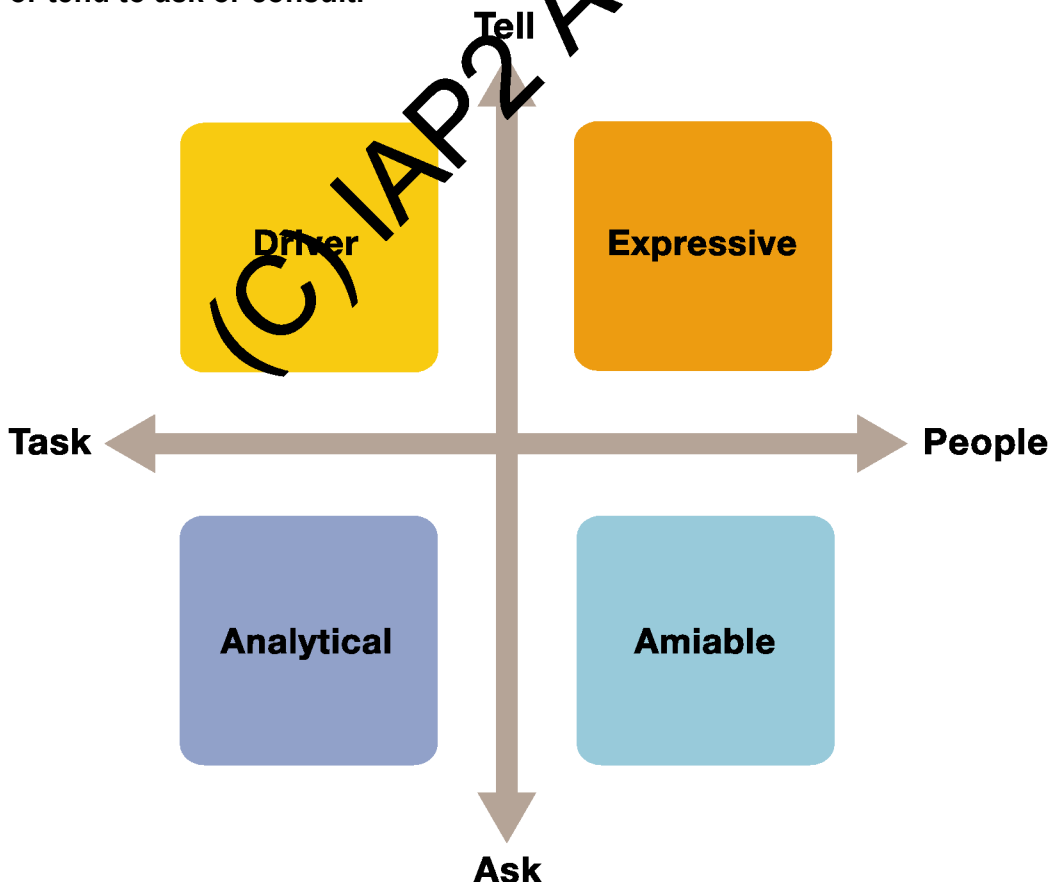 or tend to ask or consult.
Tell
(C) IAP2 A
Driver
Expressive
Task
People
Analytical
Amiable
Ask